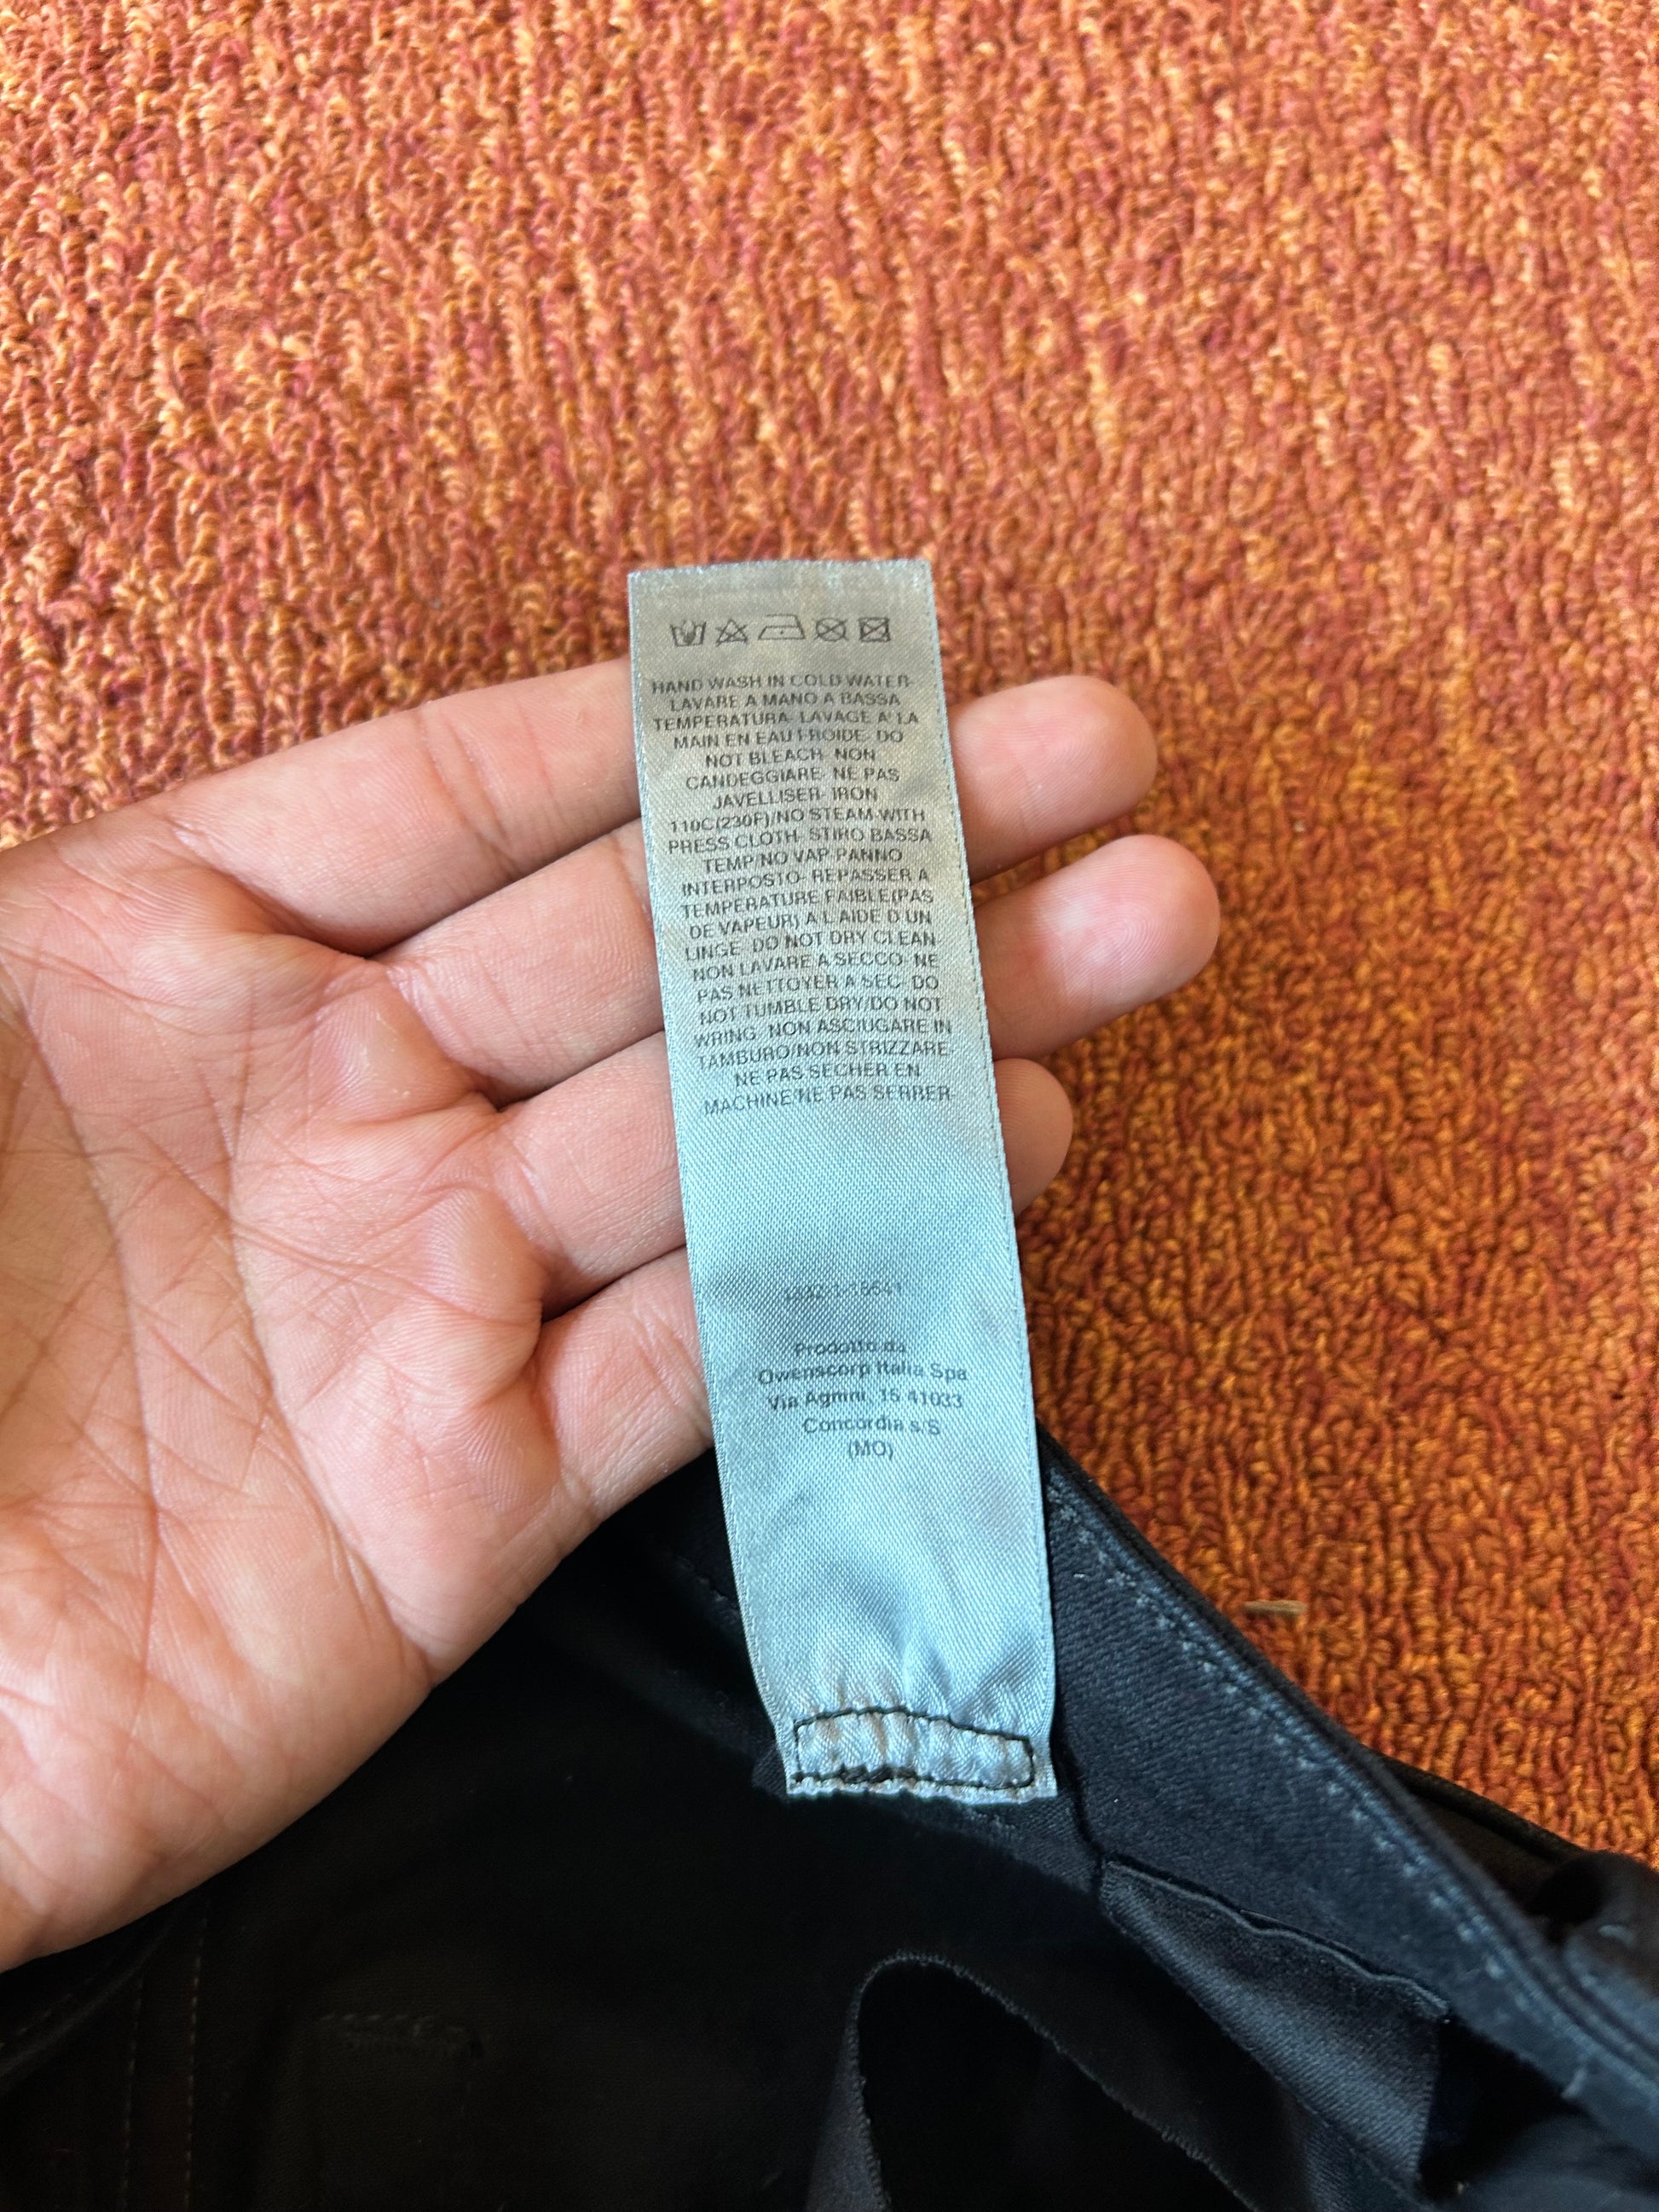 HAND WASH IN COLD WATER-
LAVARE A MANO A BASSA
TEMPERATURA- LAVAGE A' LA
MAIN EN EAU FROIDE- DO
NOT BLEACH- NON
CANDEGGIARE- NE PAS
JAVELLISER- IRON
110C(230F)/NO STEAM-WITH
PRESS CLOTH- STIRO BASSA
TEMP/NO VAP-PANNO
INTERPOSTO- REPASSER A
TEMPERATURE FAIBLE(PAS
DE VAPEUR) A L AIDE D UN
LINGE- DO NOT DRY CLEAN-
NON LAVARE A SECCO- NE
PAS NETTOYER A SEC- DO
NOT TUMBLE DRY/DO NOT
WRING- NON ASCIUGARE IN
TAMBURO/NON STRIZZARE-
NE PAS SECHER EN
MACHINE/NE PAS SERRER-
Prodotto da
Owenscorp Italia Spa
Via Agnini, 15 41033
Concordia s/S
(MO)